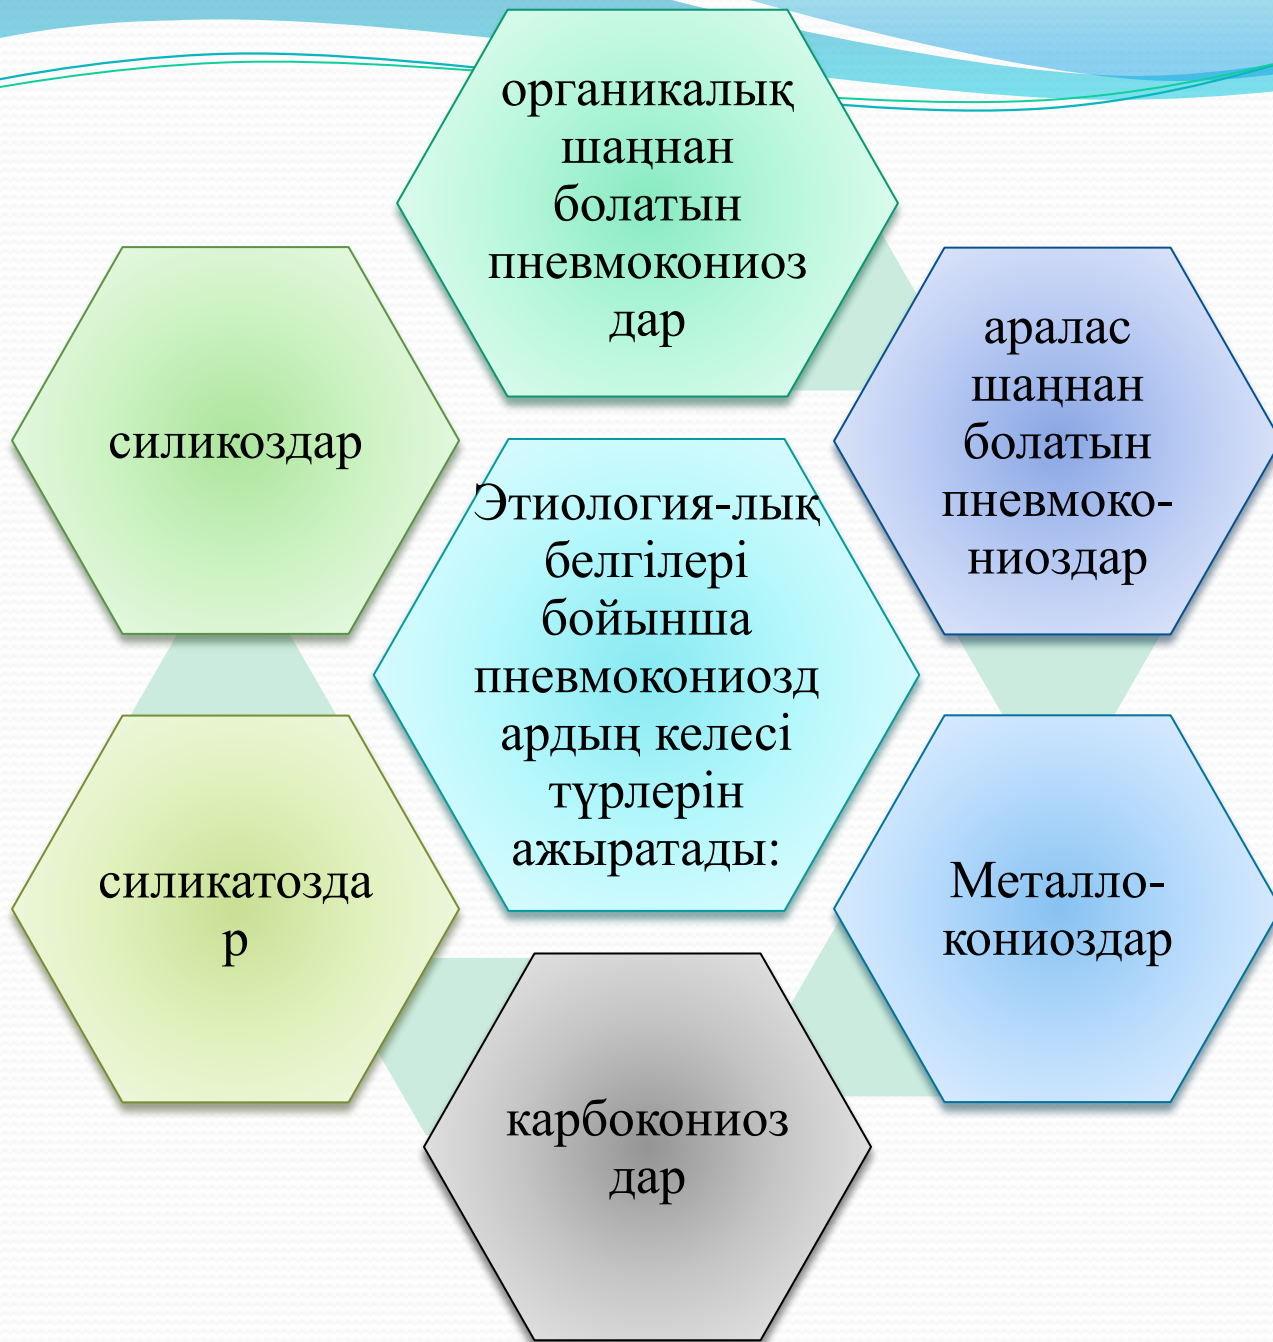 органикалық
шаңнан
болатын
пневмокониоз
дар
аралас
шаңнан
болатын
пневмоко-
ниоздар
силикоздар
Этиология-лық
белгілері
бойынша
пневмокониозд
ардың келесі
түрлерін
ажыратады:
силикатозда
р
Металло-
кониоздар
карбокониоз
дар